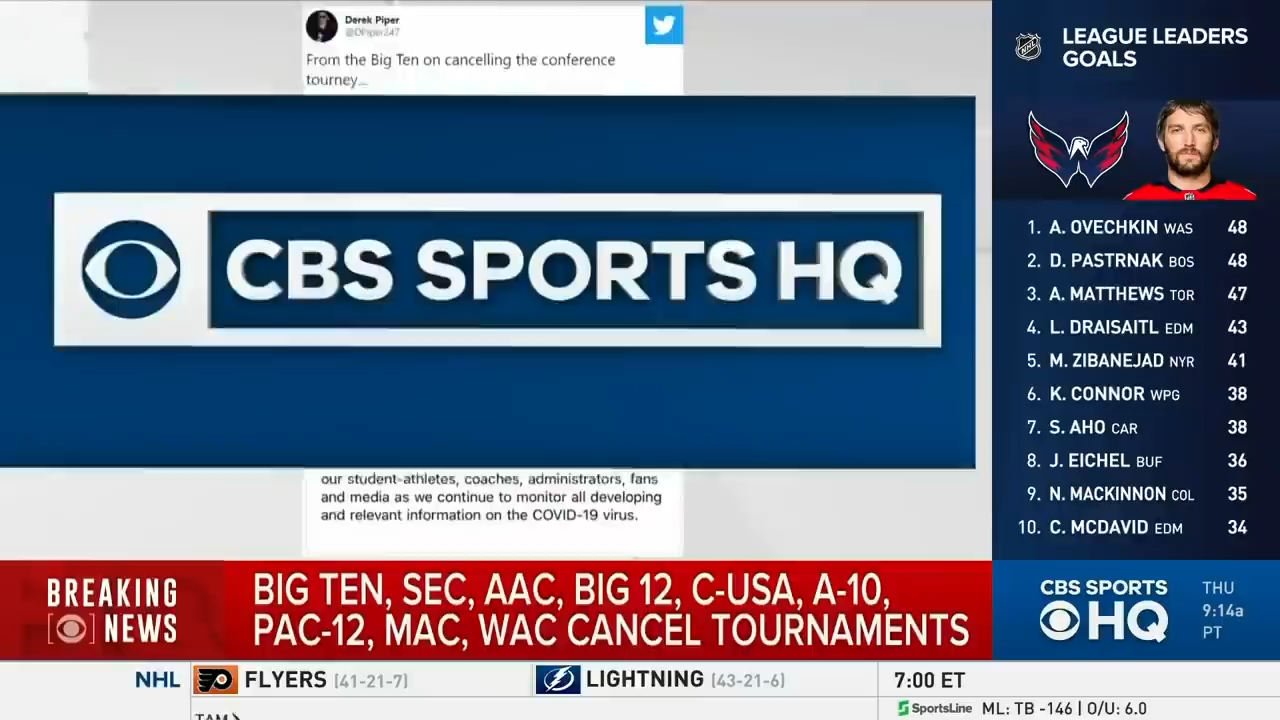 Derek Piper
@DPiper247
From the Big Ten on cancelling the conference
tourney...
CBS SPORTS HQ
our student-athletes, coaches, administrators, fans
and media as we continue to monitor all developing
and relevant information on the COVID-19 virus.
NHL
LEAGUE LEADERS
GOALS
1. A. OVECHKIN WAS 48
2. D. PASTRNAK BOS 48
3. A. MATTHEWS TOR 47
4. L. DRAISAITL EDM 43
5. M. ZIBANEJAD NYR 41
6. K. CONNOR WPG 38
7. S. AHO CAR 38
8. J. EICHEL BUF 36
9. N. MACKINNON COL 35
10. C. MCDAVID EDM 34
BREAKING
NEWS
BIG TEN, SEC, AAC, BIG 12, C-USA, A-10,
PAC-12, MAC, WAC CANCEL TOURNAMENTS
CBS SPORTS
HQ
THU
9:14a
PT
NHL FLYERS (41-21-7) LIGHTNING (43-21-6) 7:00 ET
SportsLine ML: TB -146 | O/U: 6.0